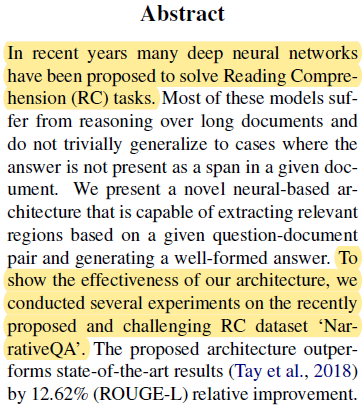 Abstract
In recent years many deep neural networks
have been proposed to solve Reading Compre-
hension (RC) tasks. Most of these models suf-
fer from reasoning over long documents and
do not trivially generalize to cases where the
answer is not present as a span in a given doc-
ument. We present a novel neural-based ar-
chitecture that is capable of extracting relevant
regions based on a given question-document
pair and generating a well-formed answer. To
show the effectiveness of our architecture, we
conducted several experiments on the recently
proposed and challenging RC dataset ‘Nar-
rativeQA’. The proposed architecture outper-
forms state-of-the-art results (Tay et al., 2018)
by 12.62% (ROUGE-L) relative improvement.